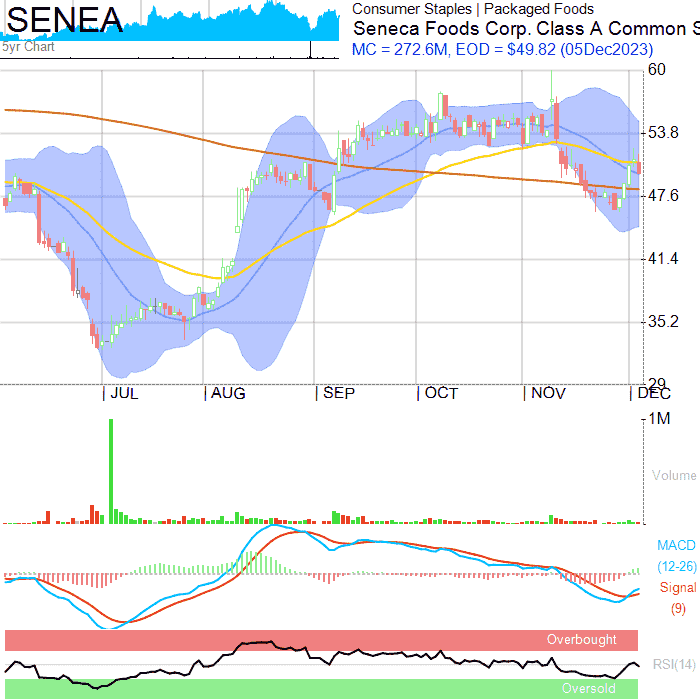 SENEA
5yr Chart
Consumer Staples | Packaged Foods
Seneca Foods Corp. Class A Common S
MC = 272.6M, EOD = $49.82 (05Dec2023)
60
53.8
47.6
41.4
35.2
29
JUL AUG SEP OCT NOV DEC
1M
Volume
MACD
(12-26)
Signal
(9)
Overbought
RSI(14)
Oversold